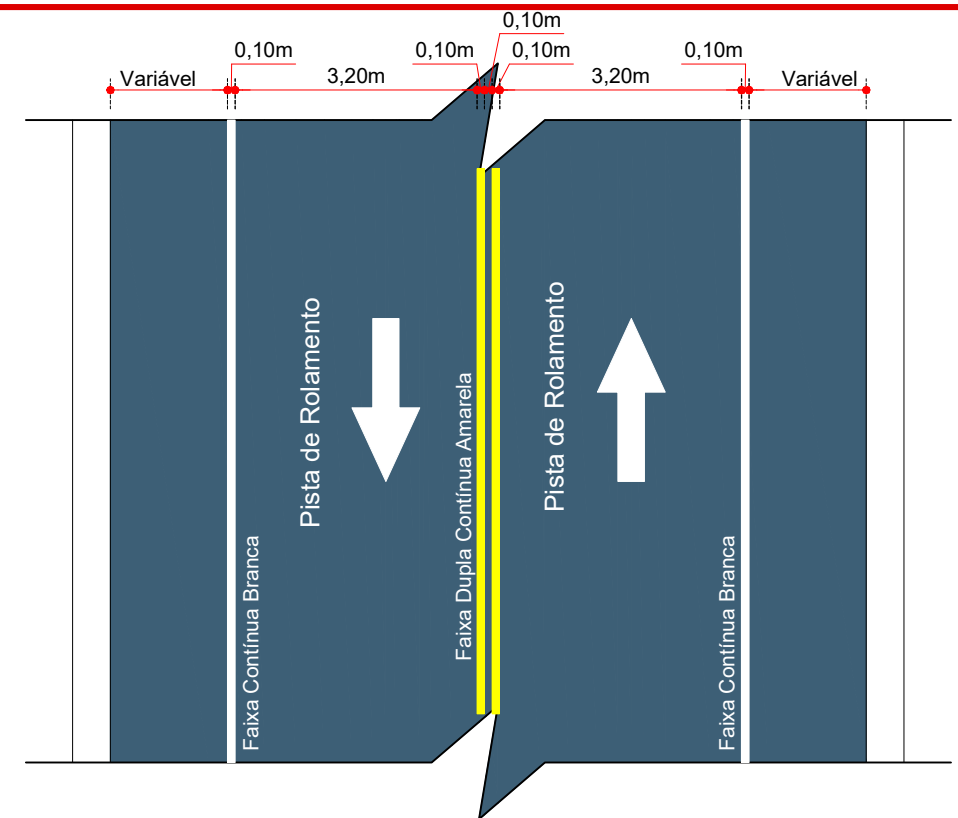 0,10m
0,10m
0,10m
0,10m
0,10m
Variável
3,20m
3,20m
Variável
Pista de Rolamento
Pista de Rolamento
Faixa Dupla Contínua Amarela
Faixa Contínua Branca
Faixa Contínua Branca